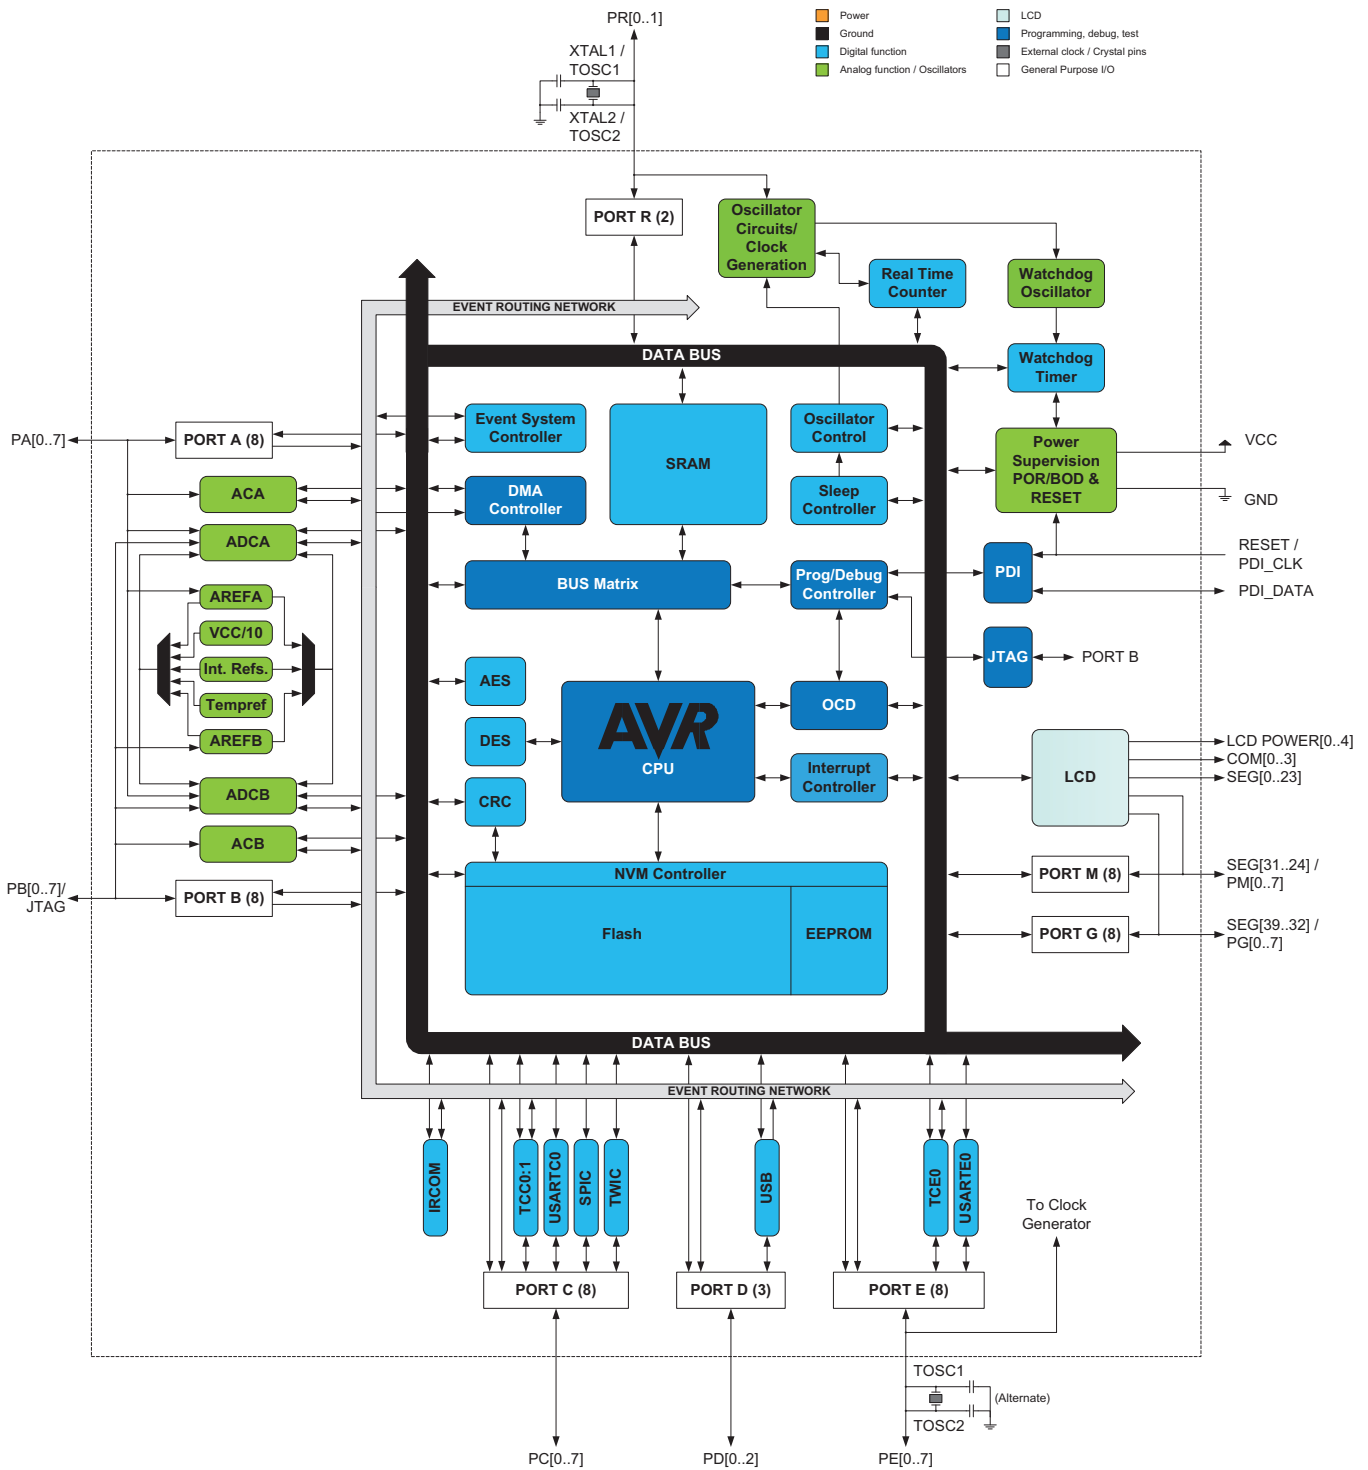 PR[0..1]
Power
Ground
Digital function
Analog function / Oscillators
LCD
Programming, debug, test
External clock / Crystal pins
General Purpose I/O
XTAL1 /
TOSC1
XTAL2 /
TOSC2
PORT R (2)
Oscillator
Circuits/
Clock
Generation
Real Time
Counter
Watchdog
Oscillator
EVENT ROUTING NETWORK
DATA BUS
Watchdog
Timer
PA[0..7]
PORT A (8)
Event System
Controller
SRAM
Oscillator
Control
Power
Supervision
POR/BOD &
RESET
VCC
GND
ACA
DMA
Controller
Sleep
Controller
ADCA
RESET /
PDI_CLK
BUS Matrix
Prog/Debug
Controller
PDI
PDI_DATA
AREFA
VCC/10
Int. Refs.
Tempref
AREFB
JTAG
PORT B
AES
AVR
CPU
OCD
DES
Interrupt
Controller
LCD
LCD POWER[0..4]
COM[0..3]
SEG[0..23]
ADCB
CRC
ACB
NVM Controller
Flash
EEPROM
PORT M (8)
SEG[31..24] /
PM[0..7]
PB[0..7]/
JTAG
PORT B (8)
PORT G (8)
SEG[39..32] /
PG[0..7]
DATA BUS
EVENT ROUTING NETWORK
IRCOM
TCC0:1
USARTC0
SPIC
TWIC
USB
TCE0
USARTE0
To Clock
Generator
PORT C (8)
PORT D (3)
PORT E (8)
TOSC1
(Alternate)
TOSC2
PC[0..7]
PD[0..2]
PE[0..7]